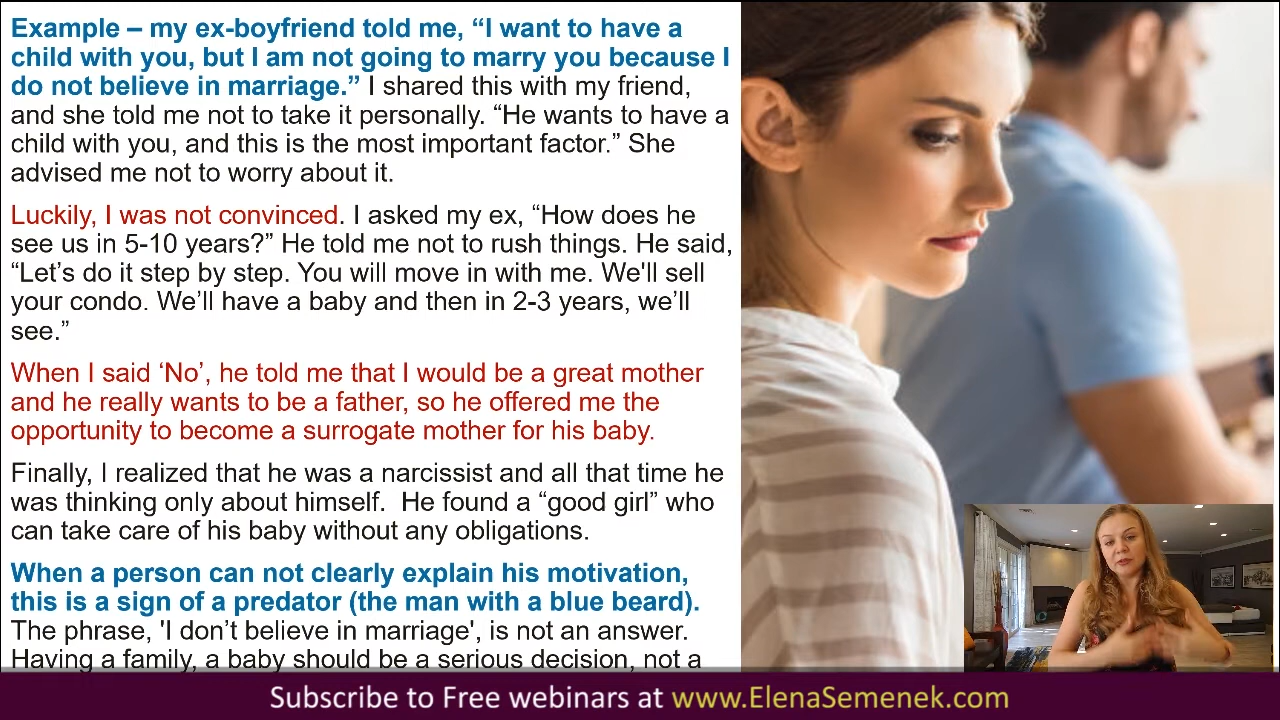 Example – my ex-boyfriend told me, “I want to have a
child with you, but I am not going to marry you because I
do not believe in marriage.” I shared this with my friend,
and she told me not to take it personally. “He wants to have a
child with you, and this is the most important factor.” She
advised me not to worry about it.
Luckily, I was not convinced. I asked my ex, “How does he
see us in 5-10 years?” He told me not to rush things. He said,
“Let’s do it step by step. You will move in with me. We'll sell
your condo. We’ll have a baby and then in 2-3 years, we’ll
see.”
When I said ‘No’, he told me that I would be a great mother
and he really wants to be a father, so he offered me the
opportunity to become a surrogate mother for his baby.
Finally, I realized that he was a narcissist and all that time he
was thinking only about himself.  He found a “good girl” who
can take care of his baby without any obligations.
When a person can not clearly explain his motivation,
this is a sign of a predator (the man with a blue beard).
The phrase, 'I don’t believe in marriage', is not an answer.
Having a family, a baby should be a serious decision, not a
Subscribe to Free webinars at www.ElenaSemenek.com